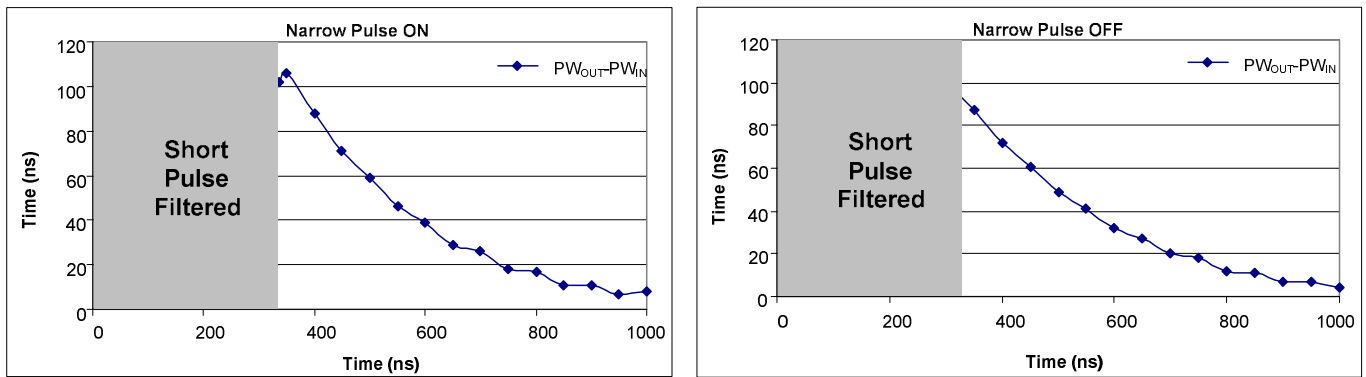 Narrow Pulse ON
120
100
80
60
40
20
0
Time (ns)
PWOUT-PWIN
Short
Pulse
Filtered
0 200 400 600 800 1000
Time (ns)
Narrow Pulse OFF
120
100
80
60
40
20
0
Time (ns)
PWOUT-PWIN
Short
Pulse
Filtered
0 200 400 600 800 1000
Time (ns)